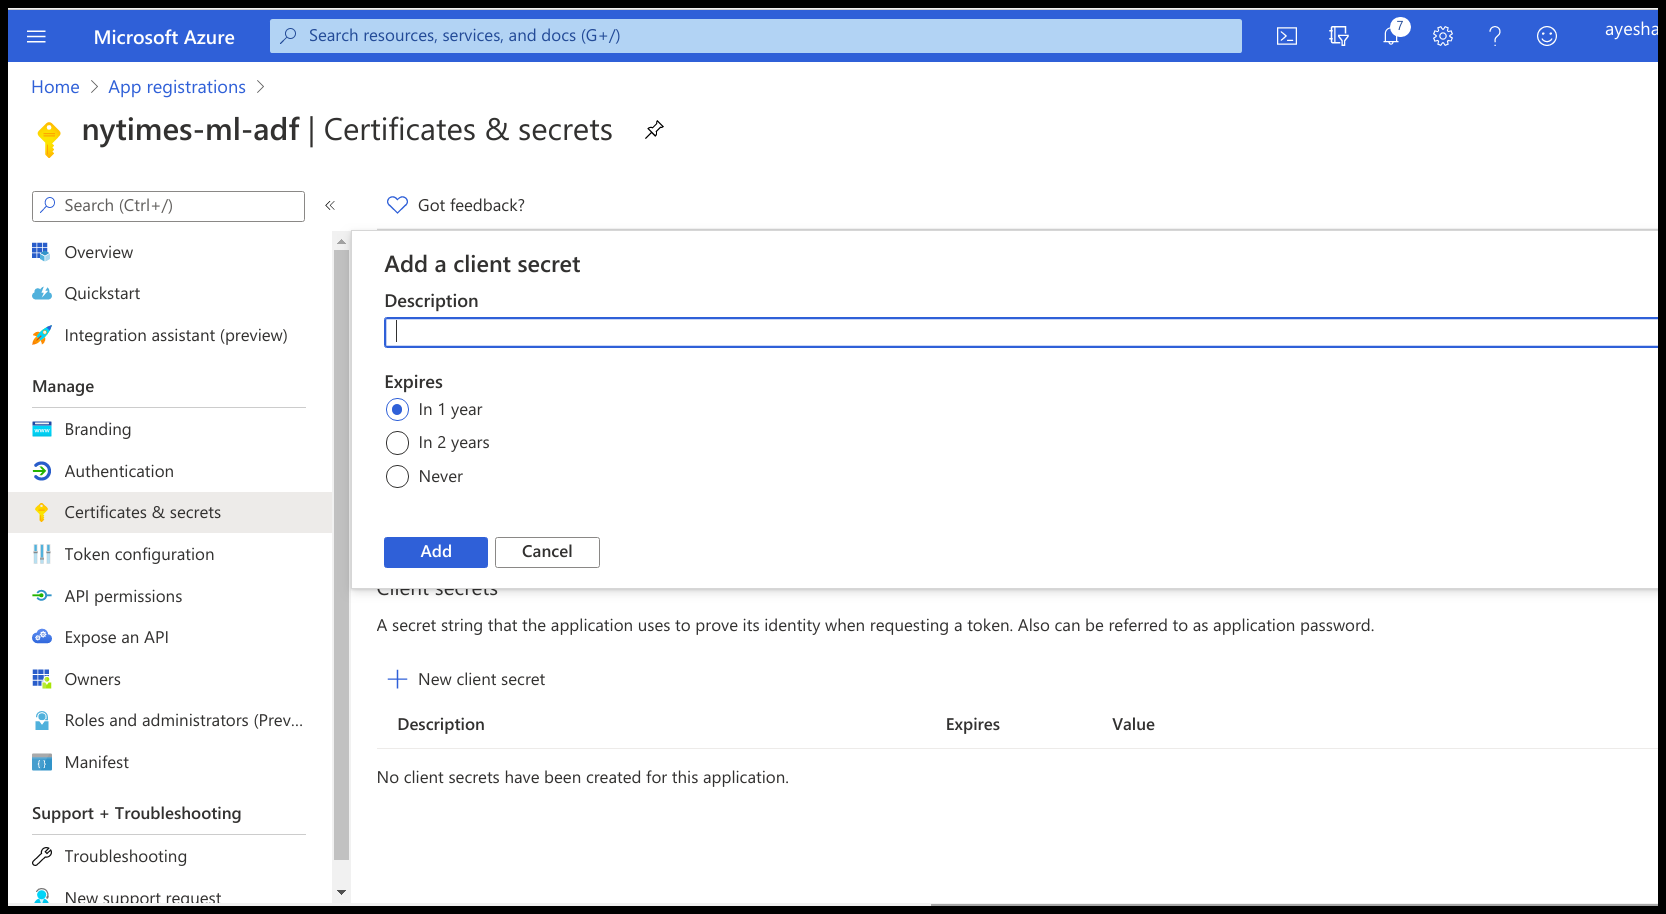 Microsoft Azure
Search resources, services, and docs (G+/)
7
ayesha
Home > App registrations >
nytimes-ml-adf | Certificates & secrets
Search (Ctrl+/)
«
Got feedback?
Overview
Quickstart
Integration assistant (preview)
Manage
Branding
Authentication
Certificates & secrets
Token configuration
API permissions
Expose an API
Owners
Roles and administrators (Prev...
Manifest
Support + Troubleshooting
Troubleshooting
New support request
Add a client secret
Description
Expires
In 1 year
In 2 years
Never
Add Cancel
Client secrets
A secret string that the application uses to prove its identity when requesting a token. Also can be referred to as application password.
New client secret
Description Expires Value
No client secrets have been created for this application.